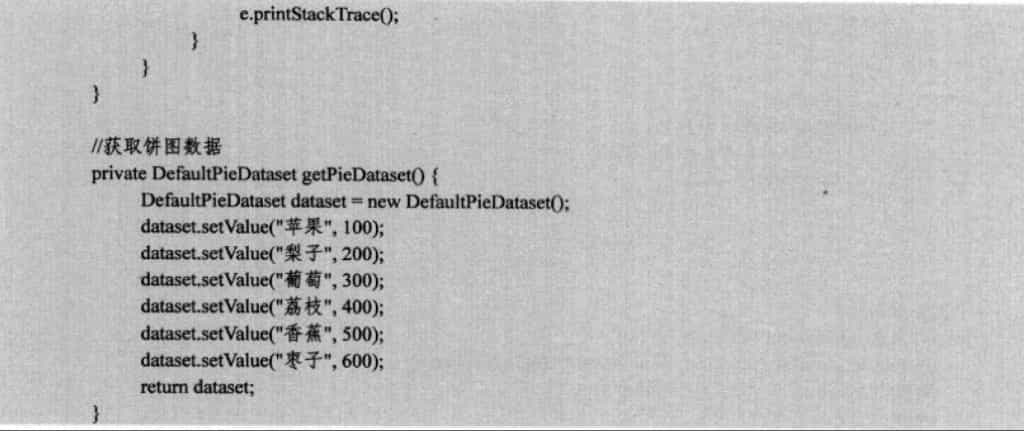 e.printStackTrace();
}
}
}
//获取饼图数据
private DefaultPieDataset getPieDataset() {
DefaultPieDataset dataset = new DefaultPieDataset();
dataset.setValue("苹果", 100);
dataset.setValue("梨子", 200);
dataset.setValue("葡萄", 300);
dataset.setValue("荔枝", 400);
dataset.setValue("香蕉", 500);
dataset.setValue("枣子", 600);
return dataset;
}